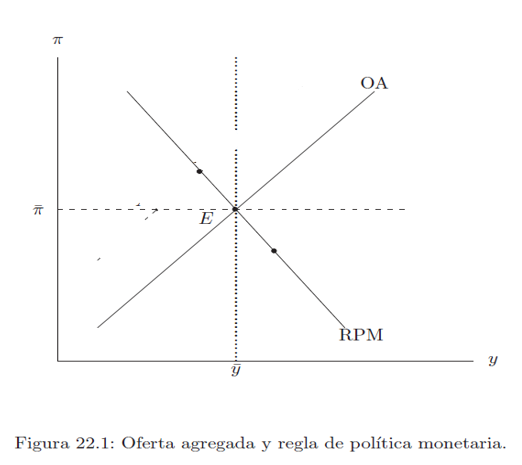 π
OA
π̄
E
RPM
ȳ
y
Figura 22.1: Oferta agregada y regla de política monetaria.